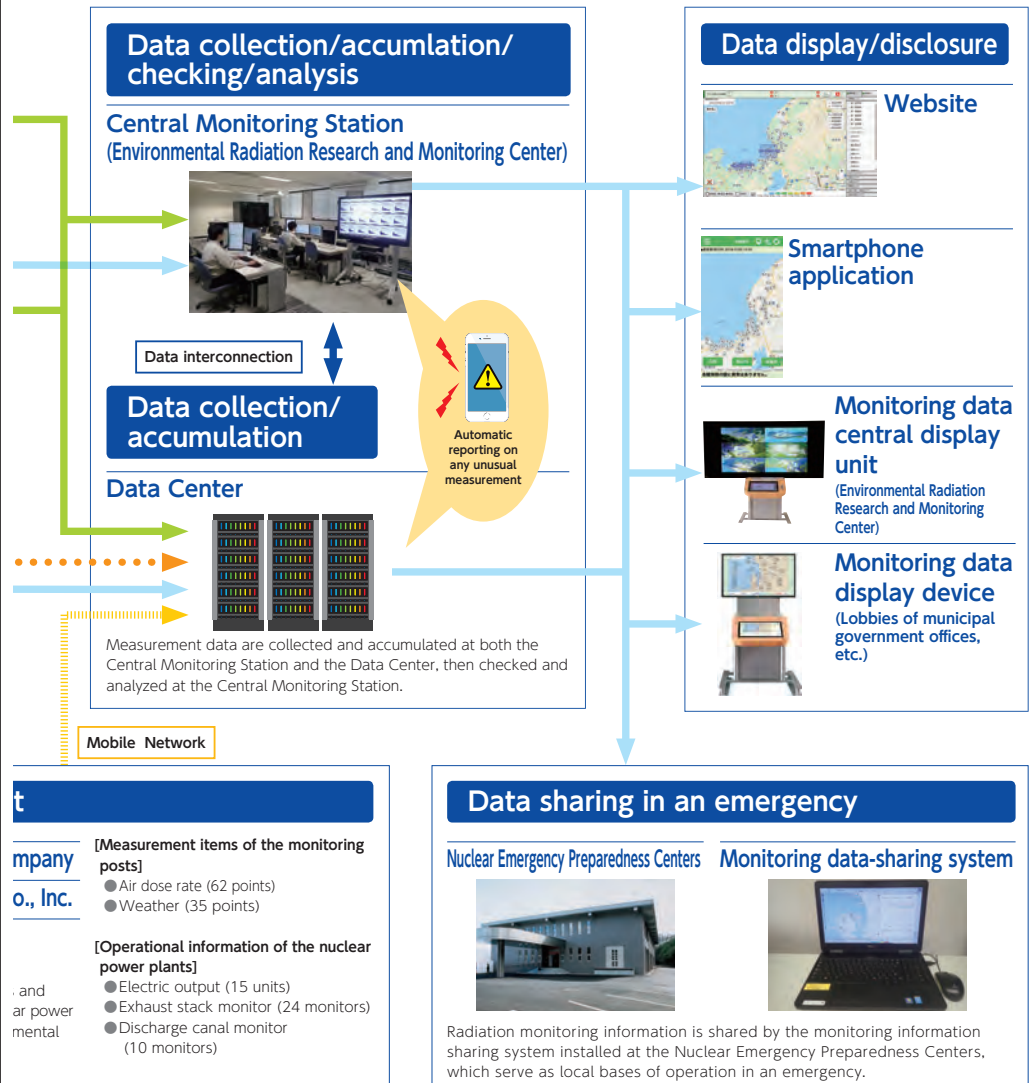 Data collection/accumlation/
checking/analysis
Central Monitoring Station
(Environmental Radiation Research and Monitoring Center)
Data interconnection
Automatic
reporting on
any unusual
measurement
Data collection/
accumulation
Data Center
Measurement data are collected and accumulated at both the
Central Monitoring Station and the Data Center, then checked and
analyzed at the Central Monitoring Station.
Mobile Network
Data display/disclosure
Website
Smartphone
application
Monitoring data
central display
unit
(Environmental Radiation
Research and Monitoring
Center)
Monitoring data
display device
(Lobbies of municipal
government offices,
etc.)
t
mpany
o., Inc.
, and
ar power
mental
[Measurement items of the monitoring
posts]
●Air dose rate (62 points)
●Weather (35 points)
[Operational information of the nuclear
power plants]
●Electric output (15 units)
●Exhaust stack monitor (24 monitors)
●Discharge canal monitor
(10 monitors)
Data sharing in an emergency
Nuclear Emergency Preparedness Centers
Monitoring data-sharing system
Radiation monitoring information is shared by the monitoring information
sharing system installed at the Nuclear Emergency Preparedness Centers,
which serve as local bases of operation in an emergency.